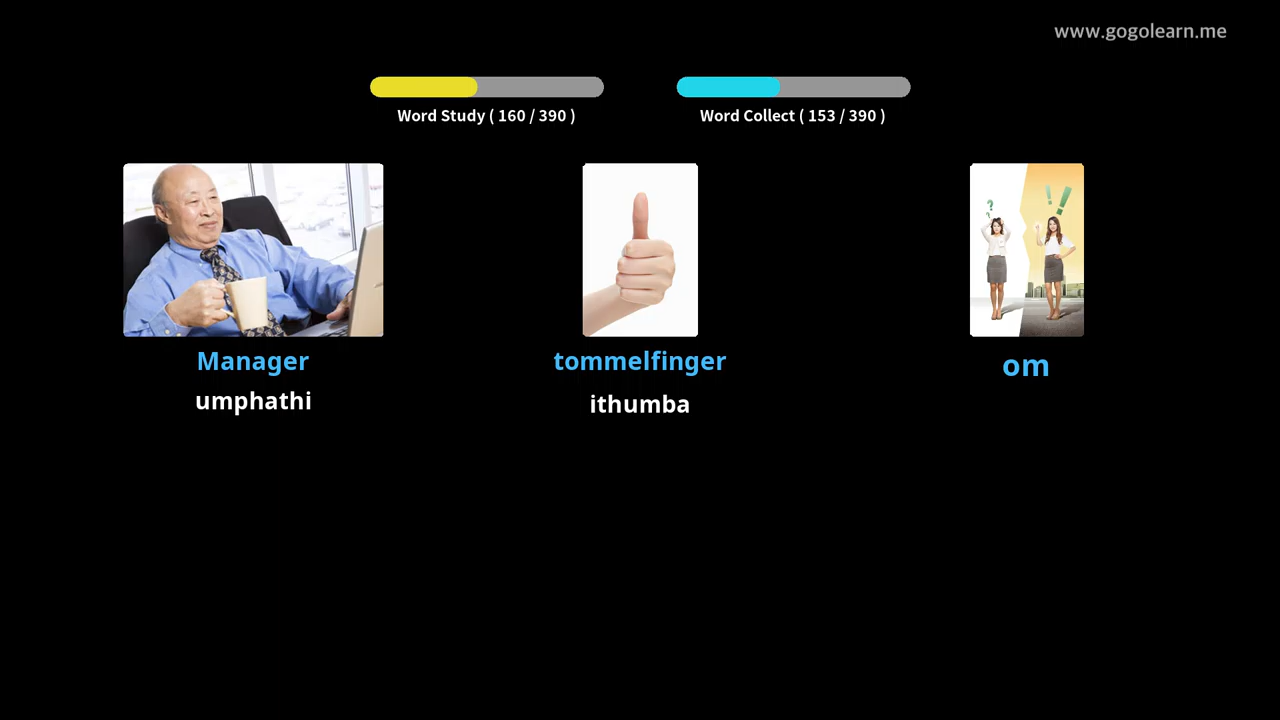 www.gogolearn.me
Word Study ( 160 / 390 )
Word Collect ( 153 / 390 )
Manager
umphathi
tommelfinger
ithumba
om